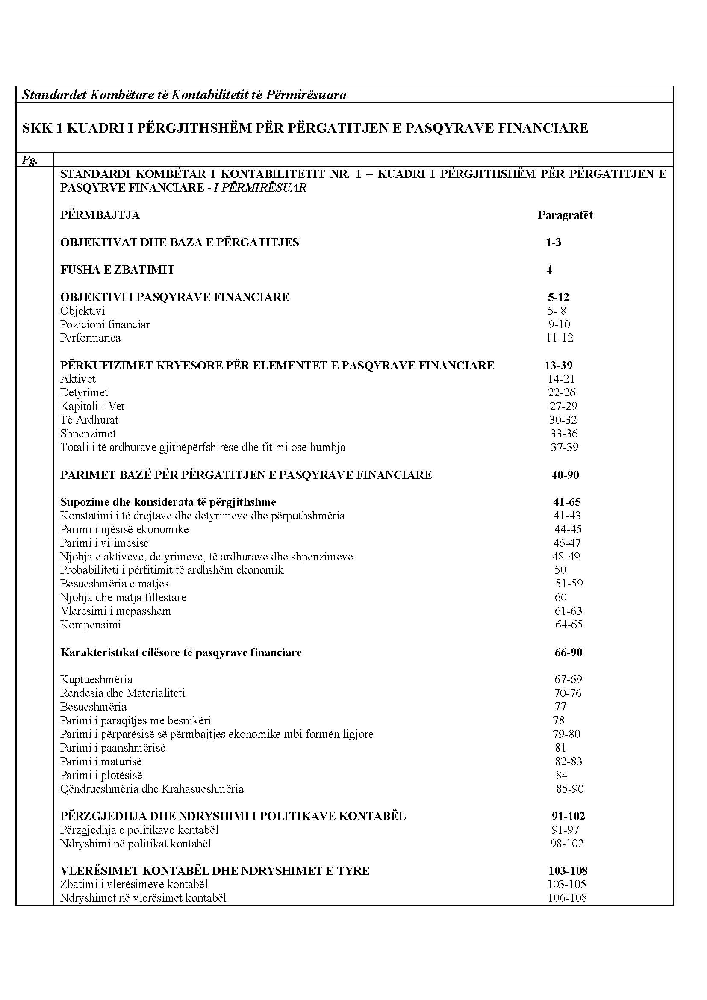 Standardet Kombëtare të Kontabilitetit të Përmirësuara
SKK 1 KUADRI I PËRGJITHSHËM PËR PËRGATITJEN E PASQYRAVE FINANCIARE
Pg.
STANDARDI KOMBËTAR I KONTABILITETIT NR. 1 – KUADRI I PËRGJITHSHËM PËR PËRGATITJEN E
PASQYRVE FINANCIARE - I PËRMIRËSUAR
PËRMBAJTJA Paragrafët
OBJEKTIVAT DHE BAZA E PËRGATITJES 1-3
FUSHA E ZBATIMIT 4
OBJEKTIVI I PASQYRAVE FINANCIARE 5-12
Objektivi 5- 8
Pozicioni financiar 9-10
Performanca 11-12
PËRKUFIZIMET KRYESORE PËR ELEMENTET E PASQYRAVE FINANCIARE 13-39
Aktivet 14-21
Detyrimet 22-26
Kapitali i Vet 27-29
Të Ardhurat 30-32
Shpenzimet 33-36
Totali i të ardhurave gjithëpërfshirëse dhe fitimi ose humbja 37-39
PARIMET BAZË PËR PËRGATITJEN E PASQYRAVE FINANCIARE 40-90
Supozime dhe konsiderata të përgjithshme 41-65
Konstatimi i të drejtave dhe detyrimeve dhe përputhshmëria 41-43
Parimi i njësisë ekonomike 44-45
Parimi i vijimësisë 46-47
Njohja e aktiveve, detyrimeve, të ardhurave dhe shpenzimeve 48-49
Probabiliteti i përfitimit të ardhshëm ekonomik 50
Besueshmëria e matjes 51-59
Njohja dhe matja fillestare 60
Vlerësimi i mëpasshëm 61-63
Kompensimi 64-65
Karakteristikat cilësore të pasqyrave financiare 66-90
Kuptueshmëria 67-69
Rëndësia dhe Materialiteti 70-76
Besueshmëria 77
Parimi i paraqitjes me besnikëri 78
Parimi i përparësisë së përmbajtjes ekonomike mbi formën ligjore 79-80
Parimi i paanshmërisë 81
Parimi i maturisë 82-83
Parimi i plotësisë 84
Qëndrueshmëria dhe Krahasueshmëria 85-90
PËRZGJEDHJA DHE NDRYSHIMI I POLITIKAVE KONTABËL 91-102
Përzgjedhja e politikave kontabël 91-97
Ndryshimi në politikat kontabël 98-102
VLERËSIMET KONTABËL DHE NDRYSHIMET E TYRE 103-108
Zbatimi i vlerësimeve kontabël 103-105
Ndryshimet në vlerësimet kontabël 106-108